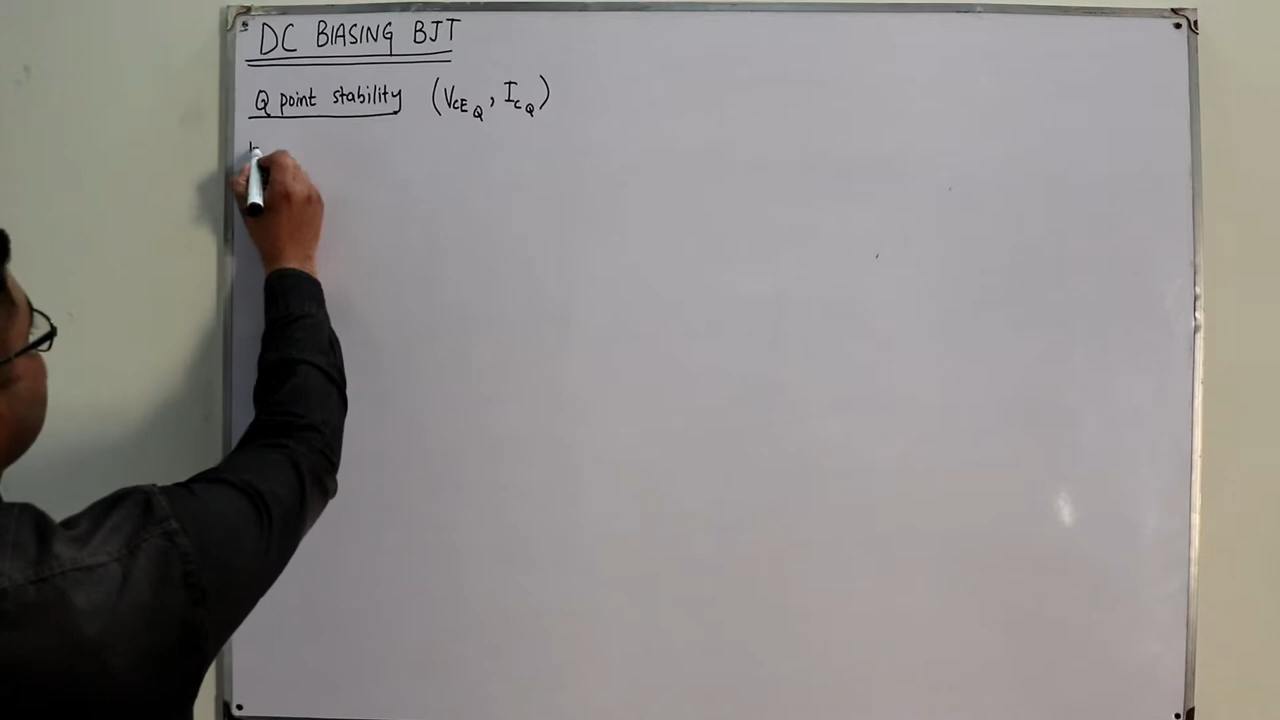 DC BIASING BJT
Q point stability (VCEQ, ICQ)